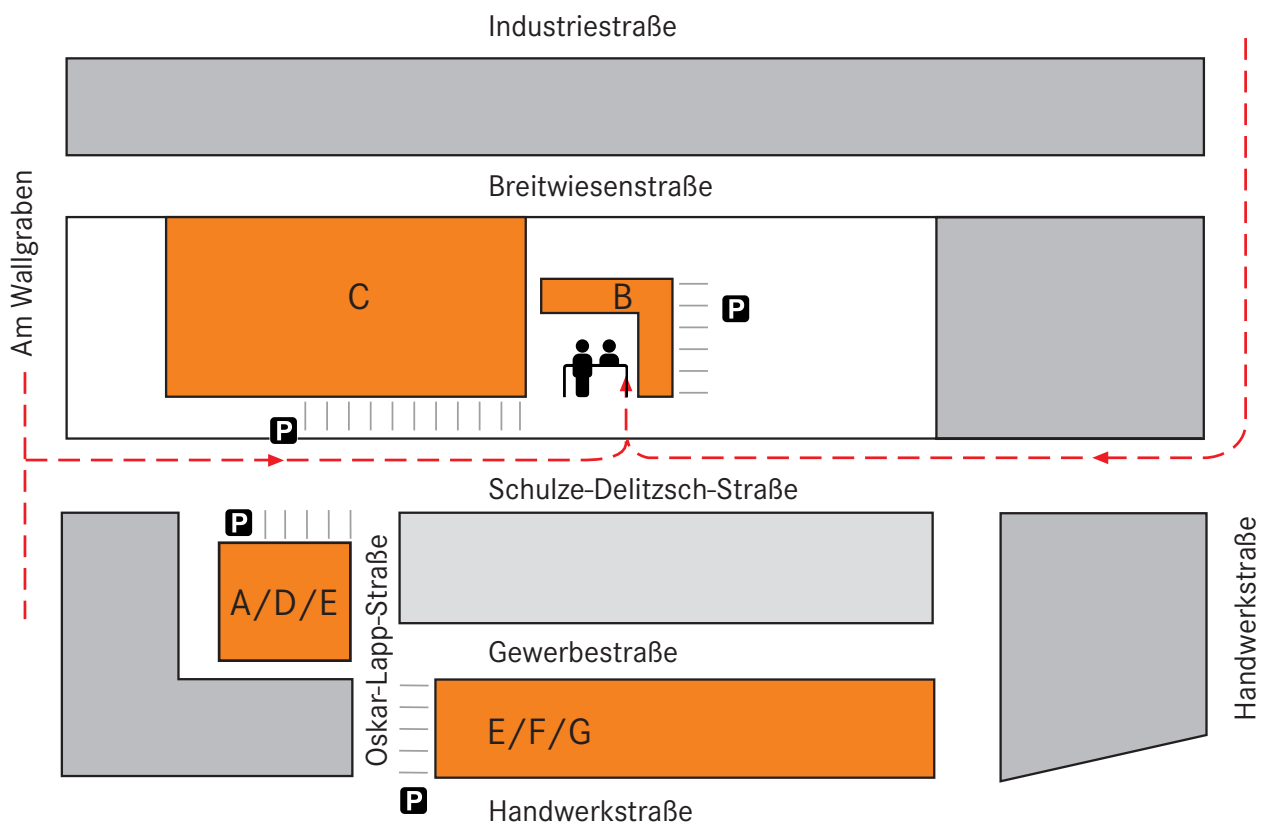 Industriestraße
Breitwiesenstraße
Am Wallgraben
C
B
P
P
Schulze-Delitzsch-Straße
P
A/D/E
Oskar-Lapp-Straße
Gewerbestraße
Handwerkstraße
E/F/G
P
Handwerkstraße